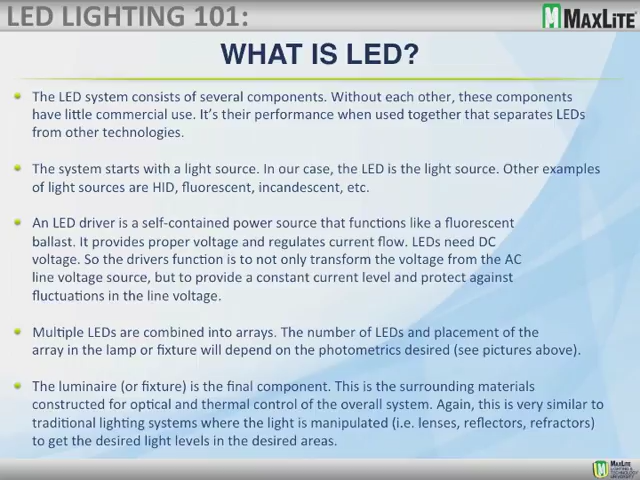 LED LIGHTING 101:
MAXLITE
WHAT IS LED?
The LED system consists of several components. Without each other, these components
have little commercial use. It's their performance when used together that separates LEDs
from other technologies.
The system starts with a light source. In our case, the LED is the light source. Other examples
of light sources are HID, fluorescent, incandescent, etc.
An LED driver is a self-contained power source that functions like a fluorescent
ballast. It provides proper voltage and regulates current flow. LEDs need DC
voltage. So the drivers function is to not only transform the voltage from the AC
line voltage source, but to provide a constant current level and protect against
fluctuations in the line voltage.
Multiple LEDs are combined into arrays. The number of LEDs and placement of the
array in the lamp or fixture will depend on the photometrics desired (see pictures above).
The luminaire (or fixture) is the final component. This is the surrounding materials
constructed for optical and thermal control of the overall system. Again, this is very similar to
traditional lighting systems where the light is manipulated (i.e. lenses, reflectors, refractors)
to get the desired light levels in the desired areas.
MAXLITE
LIGHTING &
TECHNOLOGY
UNIVERSITY